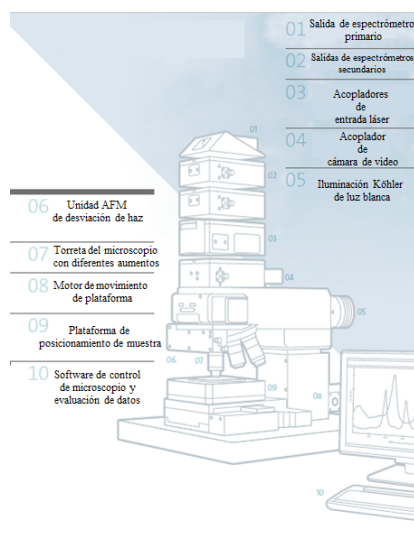 01 Salida de espectrómetro
primario
02 Salidas de espectrómetros
secundarios
03 Acopladores
de
entrada láser
04 Acoplador
de
cámara de video
05 Iluminación Köhler
de luz blanca
06 Unidad AFM
de desviación de haz
07 Torreta del microscopio
con diferentes aumentos
08 Motor de movimiento
de plataforma
09 Plataforma de
posicionamiento de muestra
10 Software de control
de microscopio y
evaluación de datos
01
02
03
04
05
06 07
09
08
10